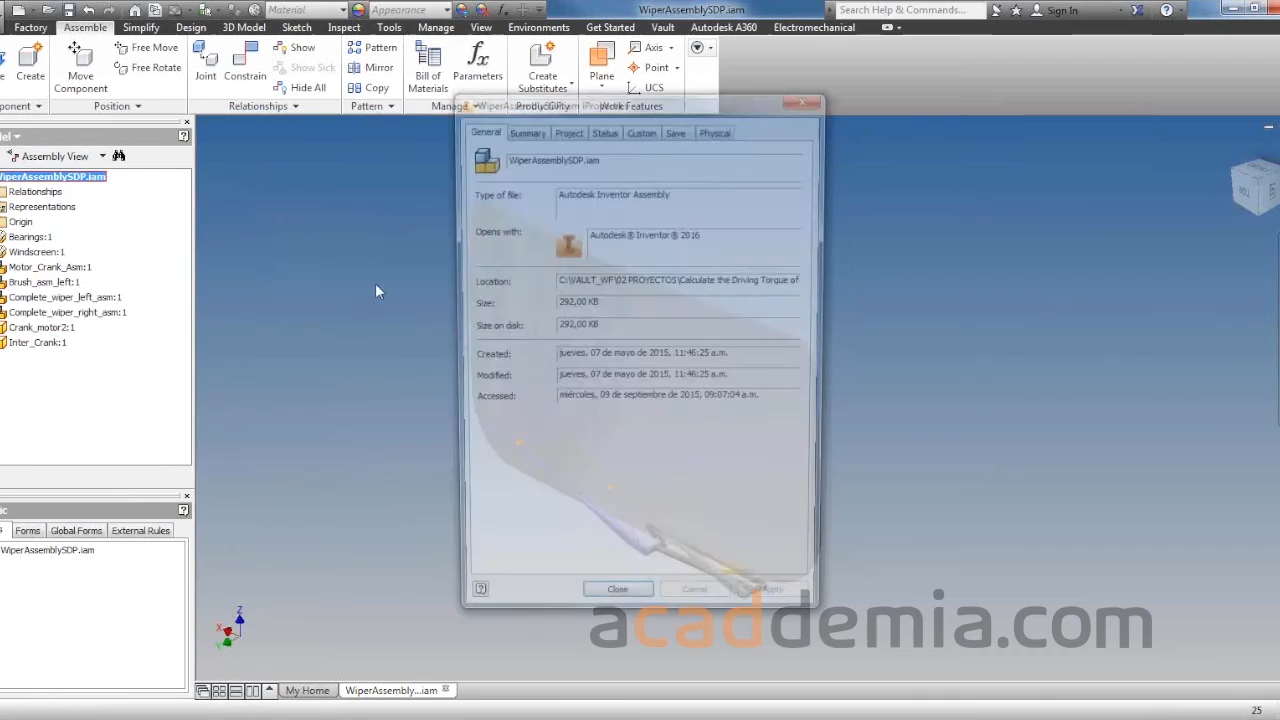 Material
Appearance
WiperAssemblySDP.iam
Search Help & Commands...
Sign In
Factory Assemble Simplify Design 3D Model Sketch Inspect Tools Manage View Environments Get Started Vault Autodesk A360 Electromechanical
Create
Move
Component
Free Move
Free Rotate
Joint
Constrain
Show
Show Sick
Hide All
Pattern
Mirror
Copy
Bill of
Materials
Parameters
Create
Substitutes
Plane
Axis
Point
UCS
Position
Relationships
Pattern
Manage
Productivity
Work Features
Assembly View
WiperAssemblySDP.iam
Relationships
Representations
Origin
Bearings:1
Windscreen:1
Motor_Crank_Asm:1
Brush_asm_left:1
Complete_wiper_left_asm:1
Complete_wiper_right_asm:1
Crank_motor2:1
Inter_Crank:1
Forms Global Forms External Rules
WiperAssemblySDP.iam
General Summary Project Status Custom Save Physical
WiperAssemblySDP.iam
Type of file: Autodesk Inventor Assembly
Opens with: Autodesk® Inventor® 2016
Location: C:\VAULT_WF\02 PROYECTOS\Calculate the Driving Torque of
Size: 292,00 KB
Size on disk: 292,00 KB
Created: jueves, 07 de mayo de 2015, 11:46:25 a.m.
Modified: jueves, 07 de mayo de 2015, 11:46:25 a.m.
Accessed: miércoles, 09 de septiembre de 2015, 09:07:04 a.m.
Close Cancel Apply
acaddemia.com
X
Y
Z
My Home WiperAssembly...iam
25